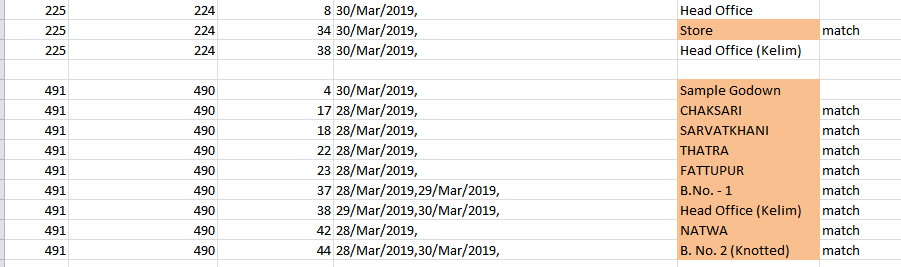 225 224 8 30/Mar/2019, Head Office
225 224 34 30/Mar/2019, Store match
225 224 38 30/Mar/2019, Head Office (Kelim)
491 490 4 30/Mar/2019, Sample Godown
491 490 17 28/Mar/2019, CHAKSARI match
491 490 18 28/Mar/2019, SARVATKHANI match
491 490 22 28/Mar/2019, THATRA match
491 490 23 28/Mar/2019, FATTUPUR match
491 490 37 28/Mar/2019,29/Mar/2019, B.No. - 1 match
491 490 38 29/Mar/2019,30/Mar/2019, Head Office (Kelim) match
491 490 42 28/Mar/2019, NATWA match
491 490 44 28/Mar/2019,30/Mar/2019, B. No. 2 (Knotted) match